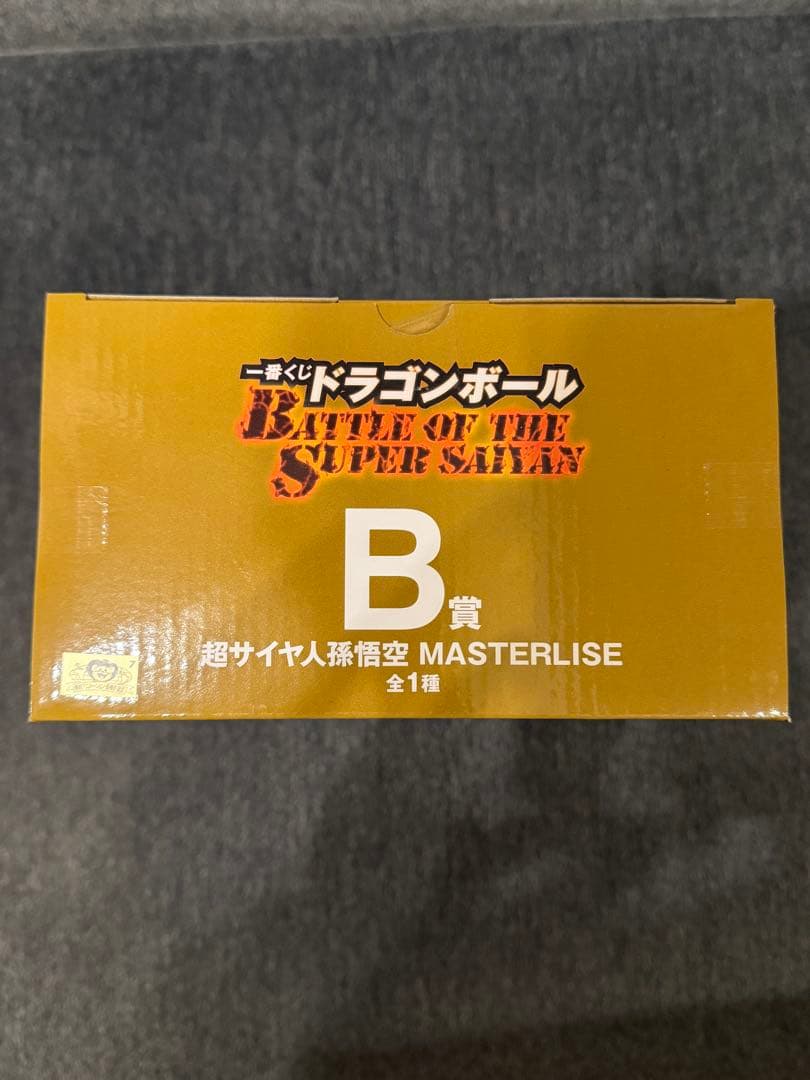 一番くじ ドラゴンボール
BATTLE OF THE
SUPER SAIYAN
B賞
超サイヤ人孫悟空 MASTERLISE
全1種